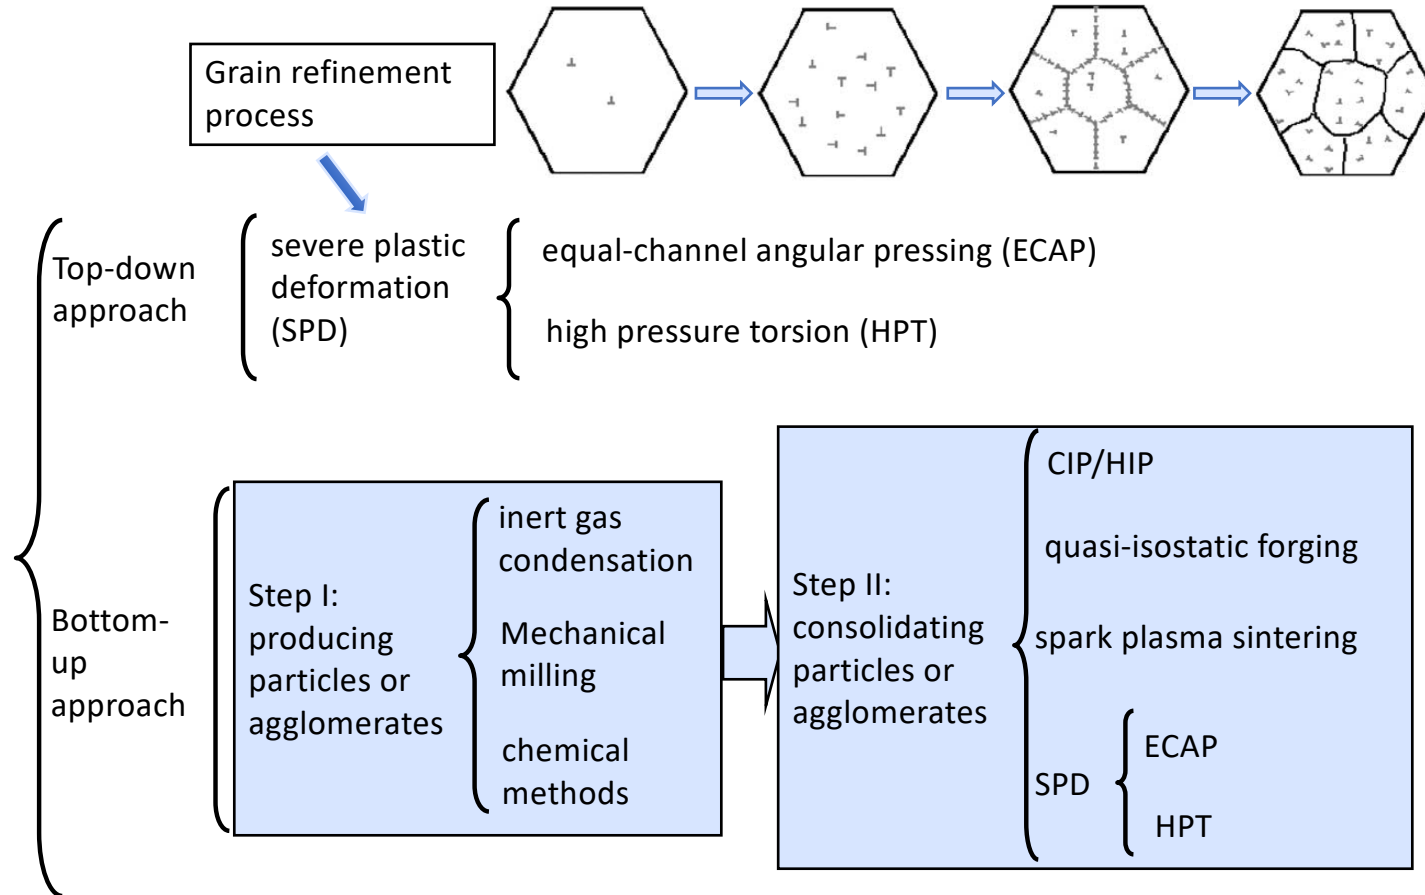 Grain refinement
process
Top-down
approach
severe plastic
deformation
(SPD)
equal-channel angular pressing (ECAP)
high pressure torsion (HPT)
Bottom-
up
approach
Step I:
producing
particles or
agglomerates
inert gas
condensation
Mechanical
milling
chemical
methods
Step II:
consolidating
particles or
agglomerates
CIP/HIP
quasi-isostatic forging
spark plasma sintering
SPD
ECAP
HPT